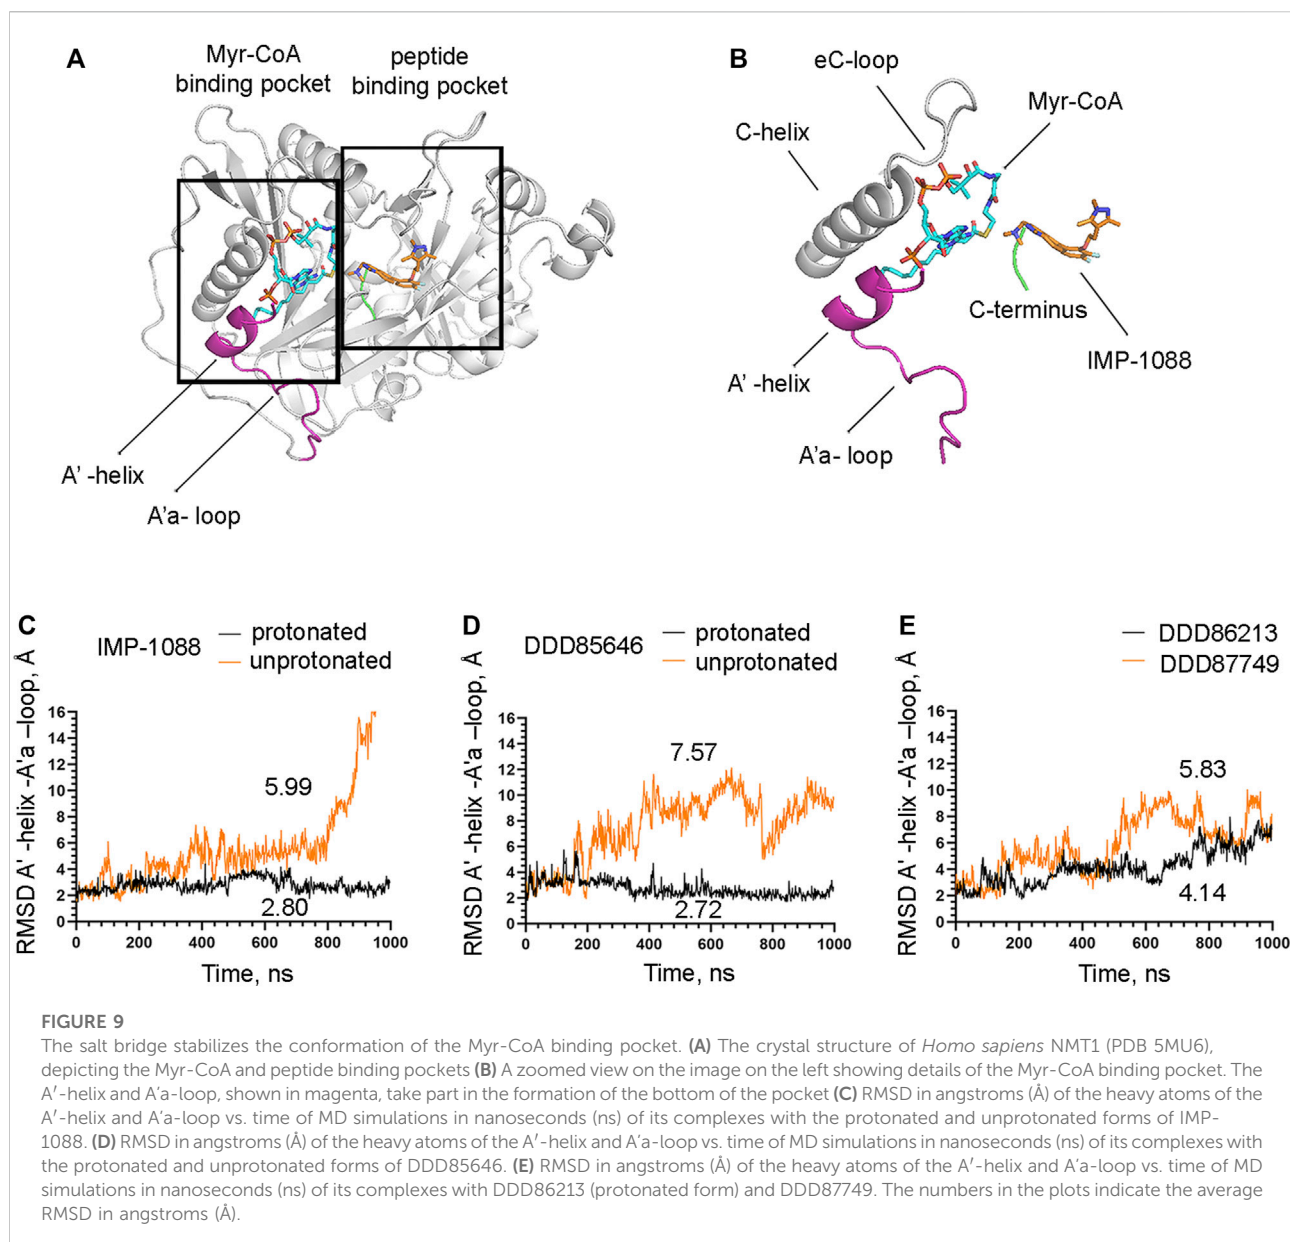 A
Myr-CoA
binding pocket
peptide
binding pocket
A' -helix
A'a- loop
B
eC-loop
C-helix
Myr-CoA
C-terminus
IMP-1088
A' -helix
A'a- loop
C
IMP-1088
protonated
unprotonated
RMSD A' -helix -A'a –loop, Å
16
14
12
10
8
6
4
2
0
5.99
2.80
0 200 400 600 800 1000
Time, ns
D
DDD85646
protonated
unprotonated
RMSD A' -helix -A'a –loop, Å
16
14
12
10
8
6
4
2
0
7.57
2.72
0 200 400 600 800 1000
Time, ns
E
DDD86213
DDD87749
RMSD A' -helix -A'a –loop, Å
16
14
12
10
8
6
4
2
0
5.83
4.14
0 200 400 600 800 1000
Time, ns
FIGURE 9
The salt bridge stabilizes the conformation of the Myr-CoA binding pocket. (A) The crystal structure of Homo sapiens NMT1 (PDB 5MU6),
depicting the Myr-CoA and peptide binding pockets (B) A zoomed view on the image on the left showing details of the Myr-CoA binding pocket. The
A′-helix and A'a-loop, shown in magenta, take part in the formation of the bottom of the pocket (C) RMSD in angstroms (Å) of the heavy atoms of the
A′-helix and A'a-loop vs. time of MD simulations in nanoseconds (ns) of its complexes with the protonated and unprotonated forms of IMP-
1088. (D) RMSD in angstroms (Å) of the heavy atoms of the A′-helix and A'a-loop vs. time of MD simulations in nanoseconds (ns) of its complexes with
the protonated and unprotonated forms of DDD85646. (E) RMSD in angstroms (Å) of the heavy atoms of the A′-helix and A'a-loop vs. time of MD
simulations in nanoseconds (ns) of its complexes with DDD86213 (protonated form) and DDD87749. The numbers in the plots indicate the average
RMSD in angstroms (Å).